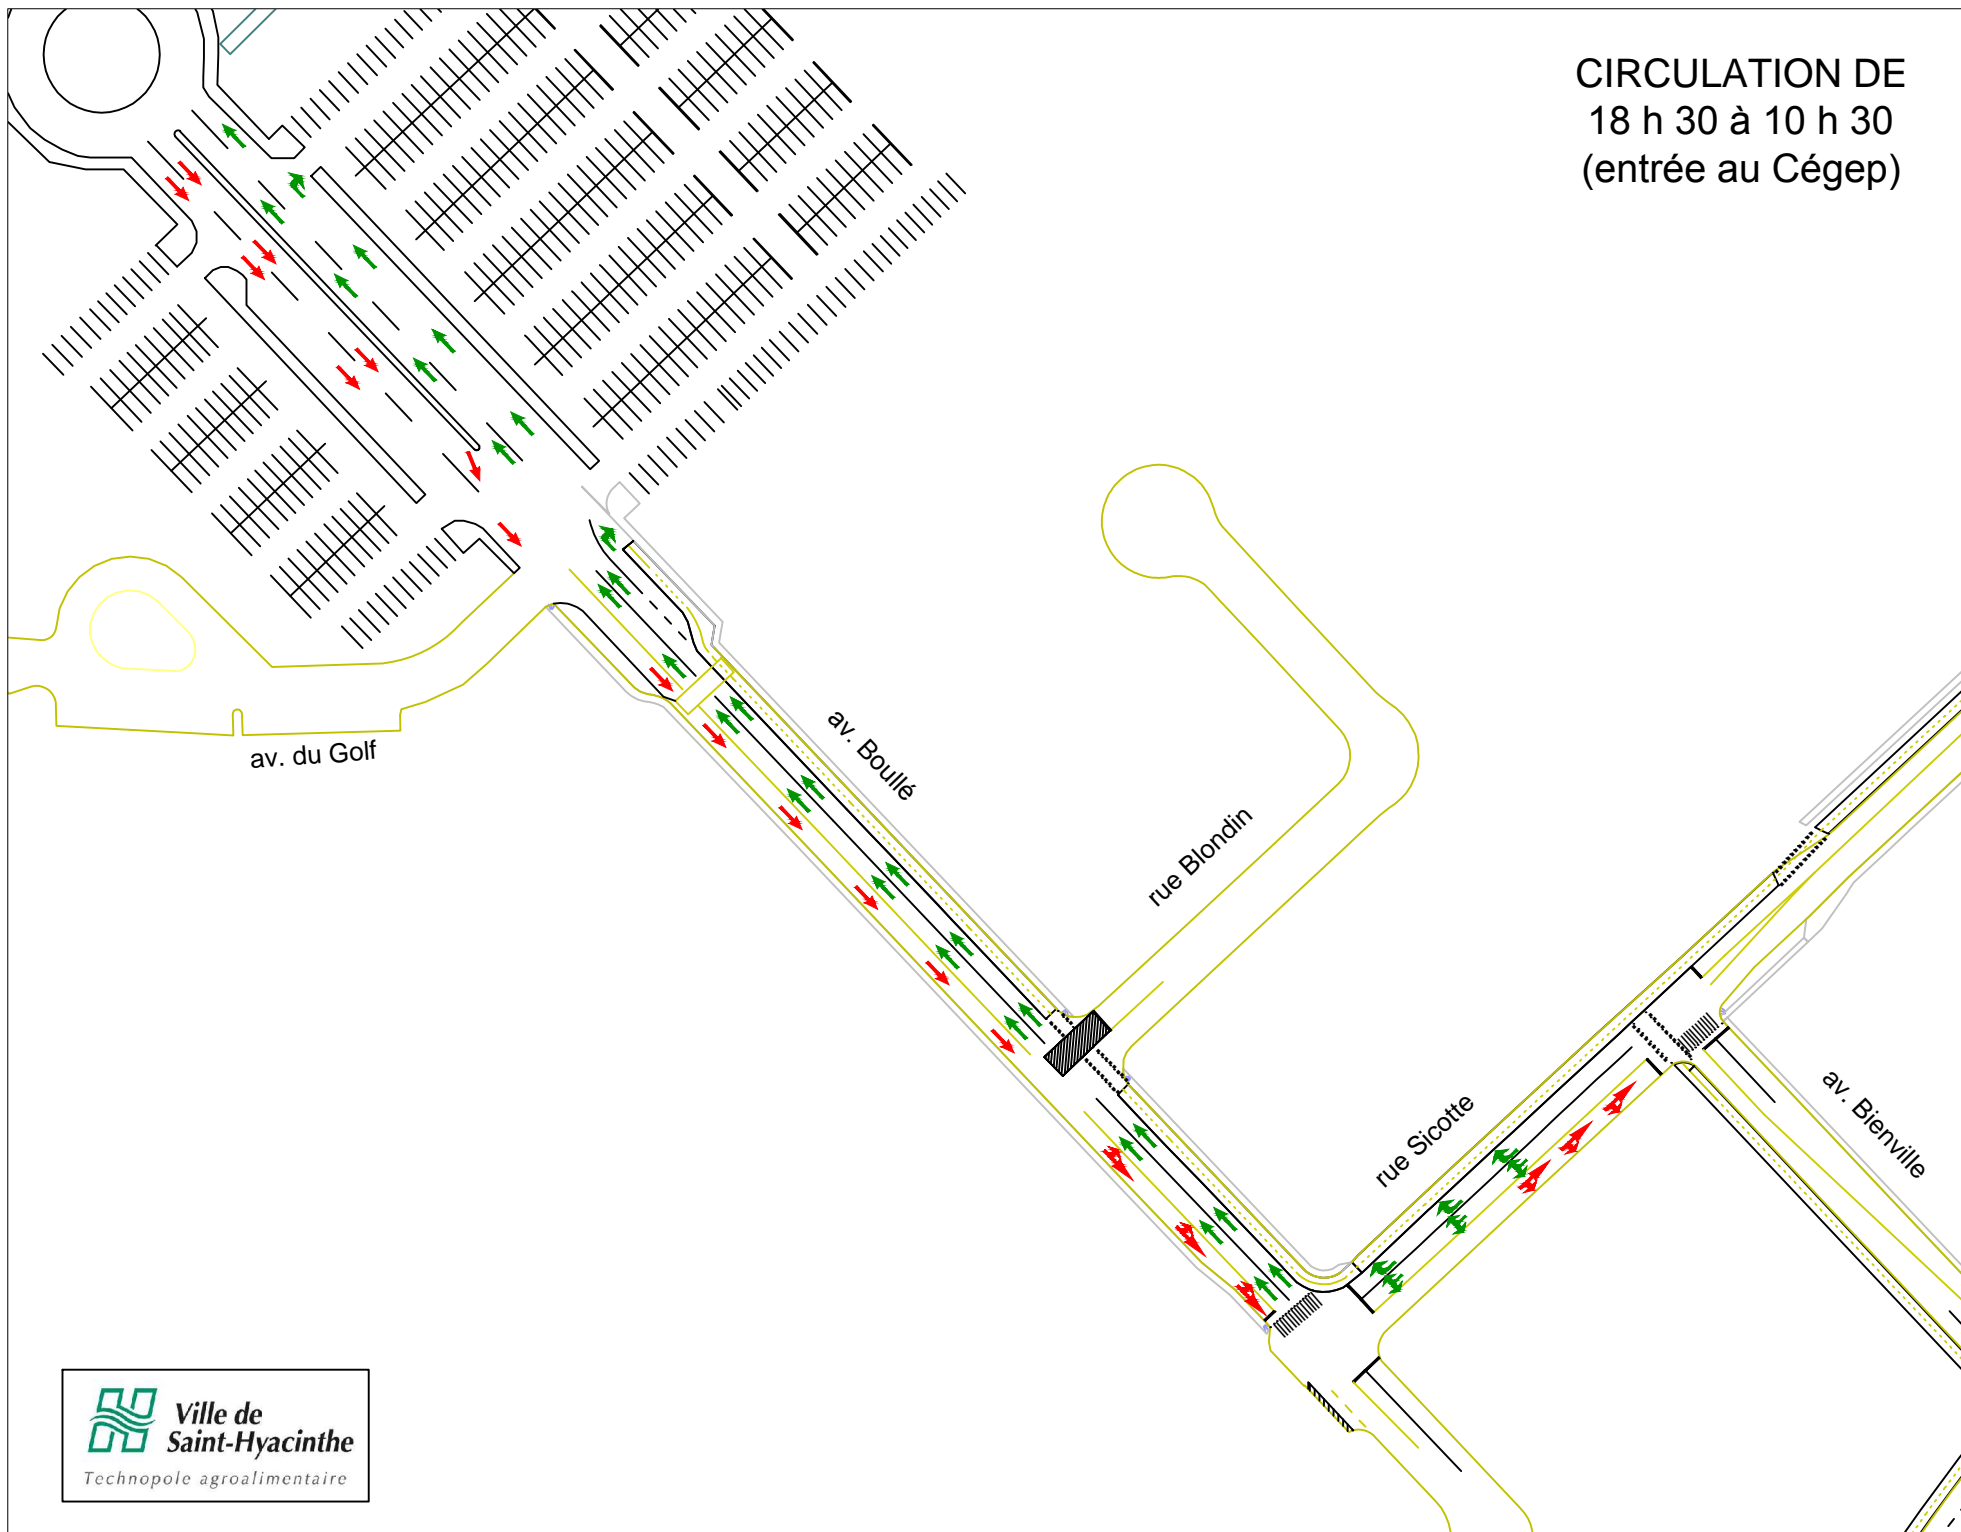 CIRCULATION DE
18 h 30 à 10 h 30
(entrée au Cégep)
av. du Golf
av. Boullé
rue Blondin
rue Sicotte
av. Bienville
Ville de
Saint-Hyacinthe
Technopole agroalimentaire